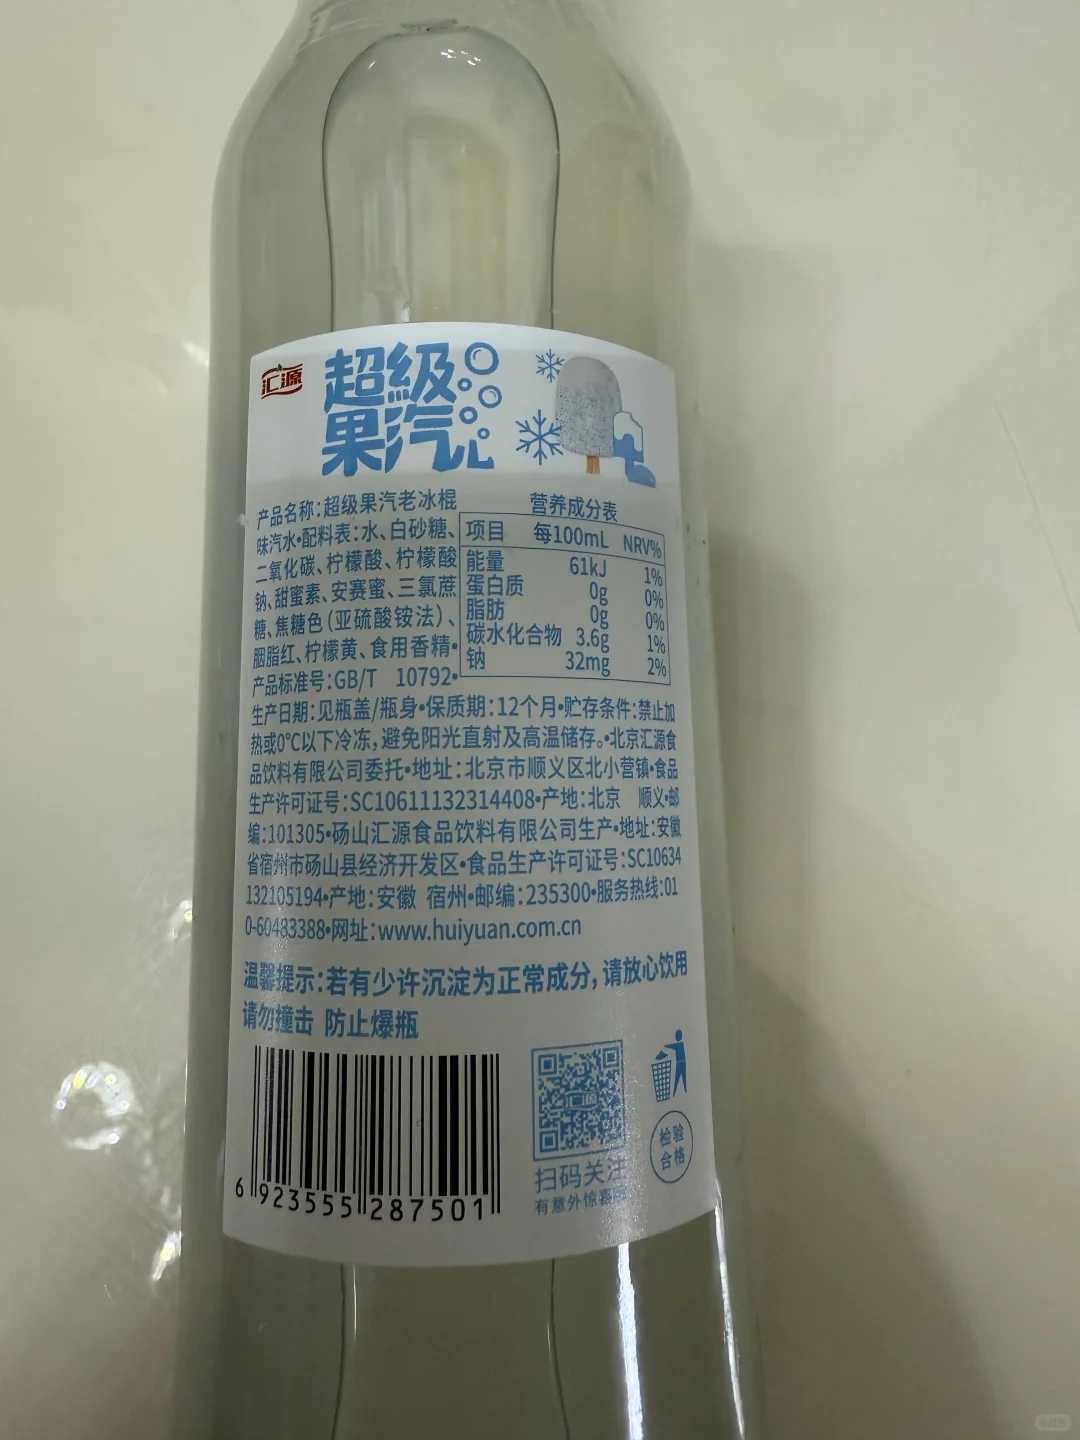 汇源
超级
果汽儿
产品名称:超级果汽老冰棍
味汽水•配料表:水、白砂糖、
二氧化碳、柠檬酸、柠檬酸
钠、甜蜜素、安赛蜜、三氯蔗
糖、焦糖色(亚硫酸铵法)、
胭脂红、柠檬黄、食用香精•
产品标准号:GB/T 10792•
营养成分表
项目 每100mL NRV%
能量 61kJ 1%
蛋白质 0g 0%
脂肪 0g 0%
碳水化合物 3.6g 1%
钠 32mg 2%
生产日期:见瓶盖/瓶身•保质期:12个月•贮存条件:禁止加
热或0℃以下冷冻,避免阳光直射及高温储存。•北京汇源食
品饮料有限公司委托•地址:北京市顺义区北小营镇•食品
生产许可证号:SC10611132314408•产地:北京 顺义•邮
编:101305•砀山汇源食品饮料有限公司生产•地址:安徽
省宿州市砀山县经济开发区•食品生产许可证号:SC10634
132105194•产地:安徽 宿州•邮编:235300•服务热线:01
0-60483388•网址:www.huiyuan.com.cn
温馨提示:若有少许沉淀为正常成分,请放心饮用
请勿撞击 防止爆瓶
6 923555 287501
汇源
扫码关注
有意外惊喜
检验
合格